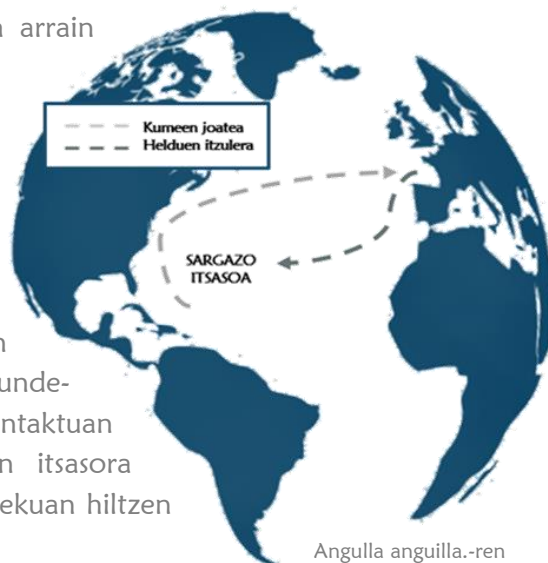 arrain
Kumeen joatea
Helduen itzulera
SARGAZO
ITSASOA
unde-
ntaktuan
n itsasora
ekuan hiltzen
Angulla anguilla.-ren